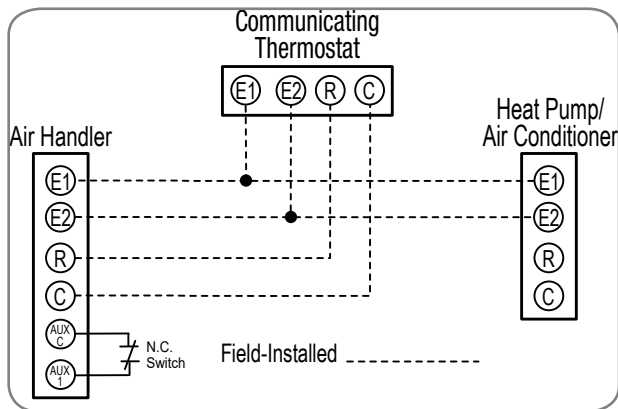 Communicating
Thermostat
E1 E2 R C
Heat Pump/
Air Conditioner
Air Handler
E1
E2
R
C
AUX
C
AUX
1
N.C.
Switch
Field-Installed
E1
E2
R
C